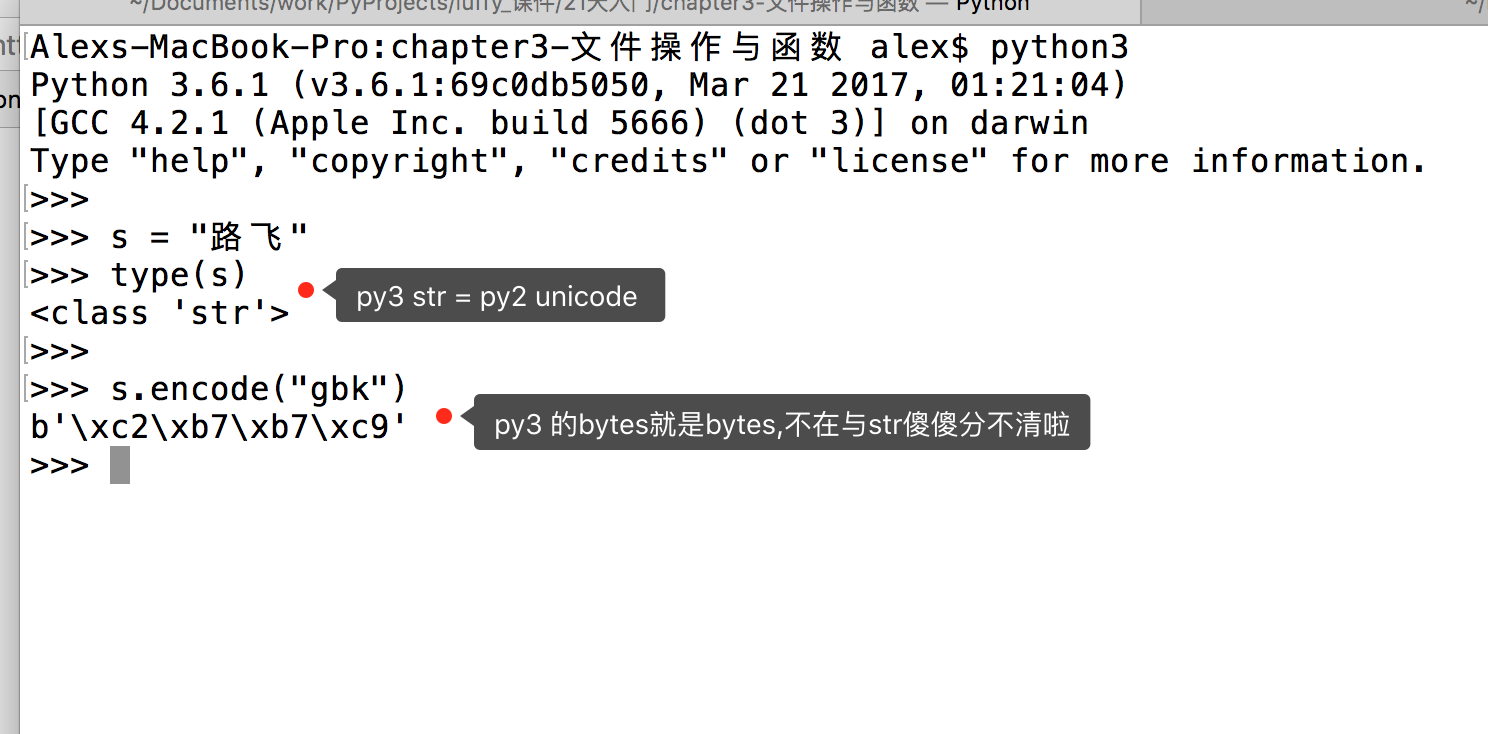 ~/Documents/work/PyProjects/luffy_课件/21天入门/chapter3-文件操作与函数 — Python
Alexs-MacBook-Pro:chapter3-文件操作与函数 alex$ python3
Python 3.6.1 (v3.6.1:69c0db5050, Mar 21 2017, 01:21:04)
[GCC 4.2.1 (Apple Inc. build 5666) (dot 3)] on darwin
Type "help", "copyright", "credits" or "license" for more information.
>>>
>>> s = "路飞"
>>> type(s)
py3 str = py2 unicode
<class 'str'>
>>>
>>> s.encode("gbk")
b'\xc2\xb7\xb7\xc9'
py3 的bytes就是bytes,不在与str傻傻分不清啦
>>>